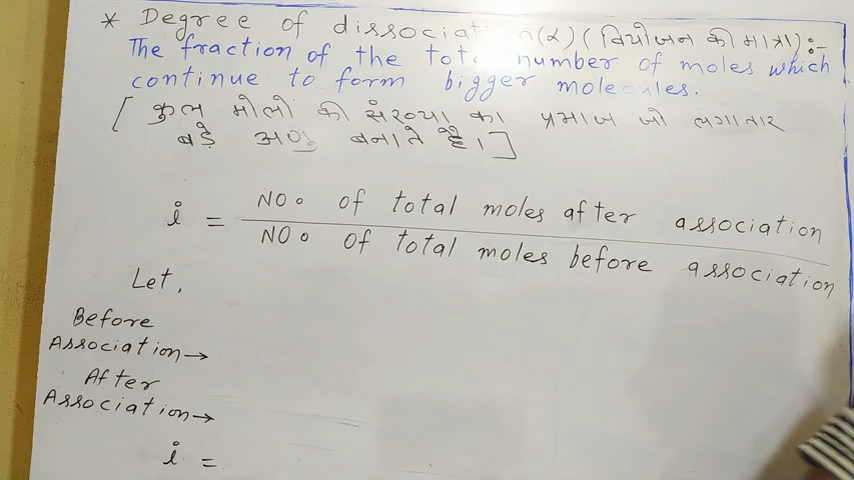 * Degree of dissociati n(α) (वियोजन की मात्रा):-
The fraction of the tot number of moles which
continue to form bigger molecules.
[ कुल मोलो की संख्या का प्रभाज जो लगातार
बड़े अणु बनाते है। ]
i = NO. of total moles after association
NO. of total moles before association
Let,
Before
Association→
After
Association→
i =